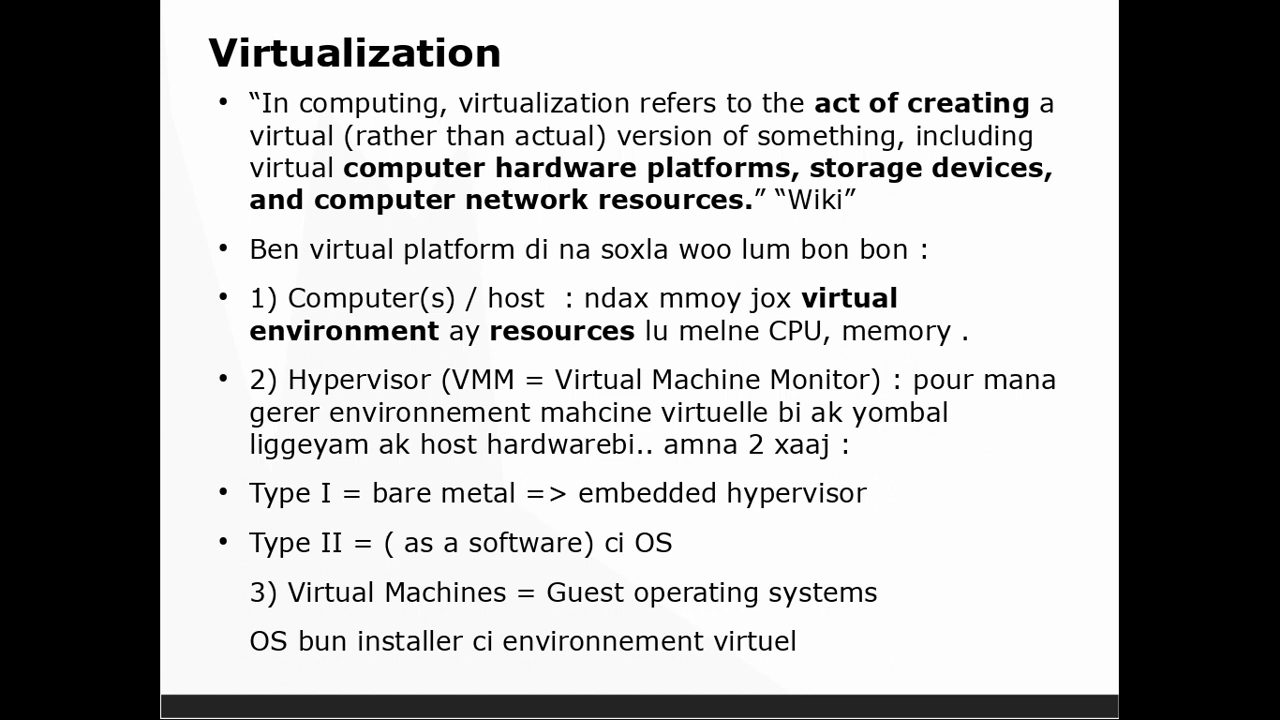 Virtualization
• “In computing, virtualization refers to the act of creating a
virtual (rather than actual) version of something, including
virtual computer hardware platforms, storage devices,
and computer network resources.” “Wiki”
• Ben virtual platform di na soxla woo lum bon bon :
• 1) Computer(s) / host  : ndax mmoy jox virtual
environment ay resources lu melne CPU, memory .
• 2) Hypervisor (VMM = Virtual Machine Monitor) : pour mana
gerer environnement mahcine virtuelle bi ak yombal
liggeyam ak host hardwarebi.. amna 2 xaaj :
• Type I = bare metal => embedded hypervisor
• Type II = ( as a software) ci OS
3) Virtual Machines = Guest operating systems
OS bun installer ci environnement virtuel